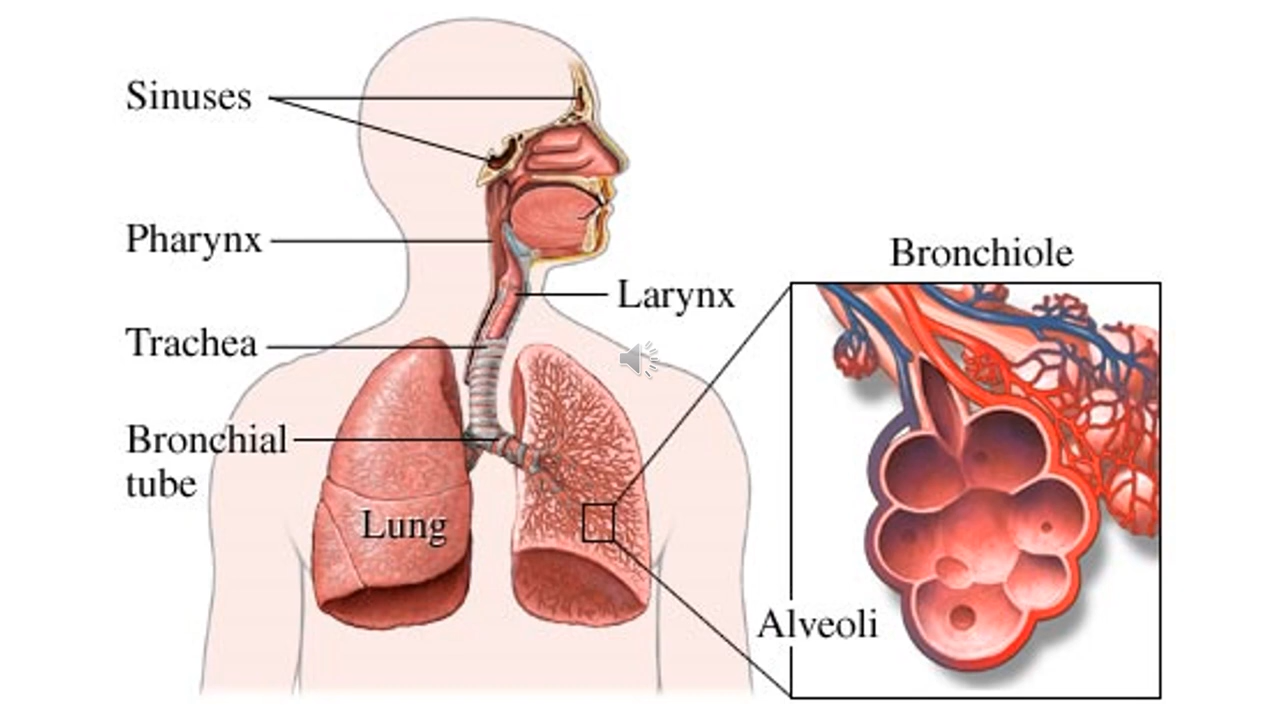 Sinuses
Pharynx
Bronchiole
Larynx
Trachea
Bronchial
tube
Lung
Alveoli